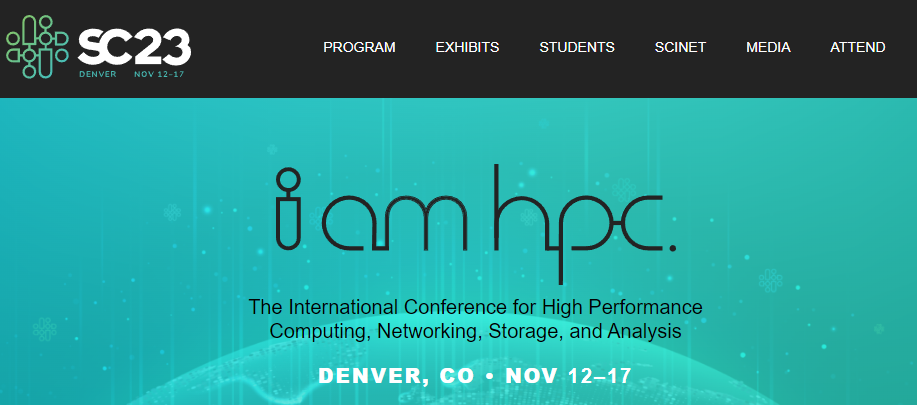 SC23
DENVER NOV 12-17
PROGRAM EXHIBITS STUDENTS SCINET MEDIA ATTEND
i am hpc.
The International Conference for High Performance
Computing, Networking, Storage, and Analysis
DENVER, CO • NOV 12–17